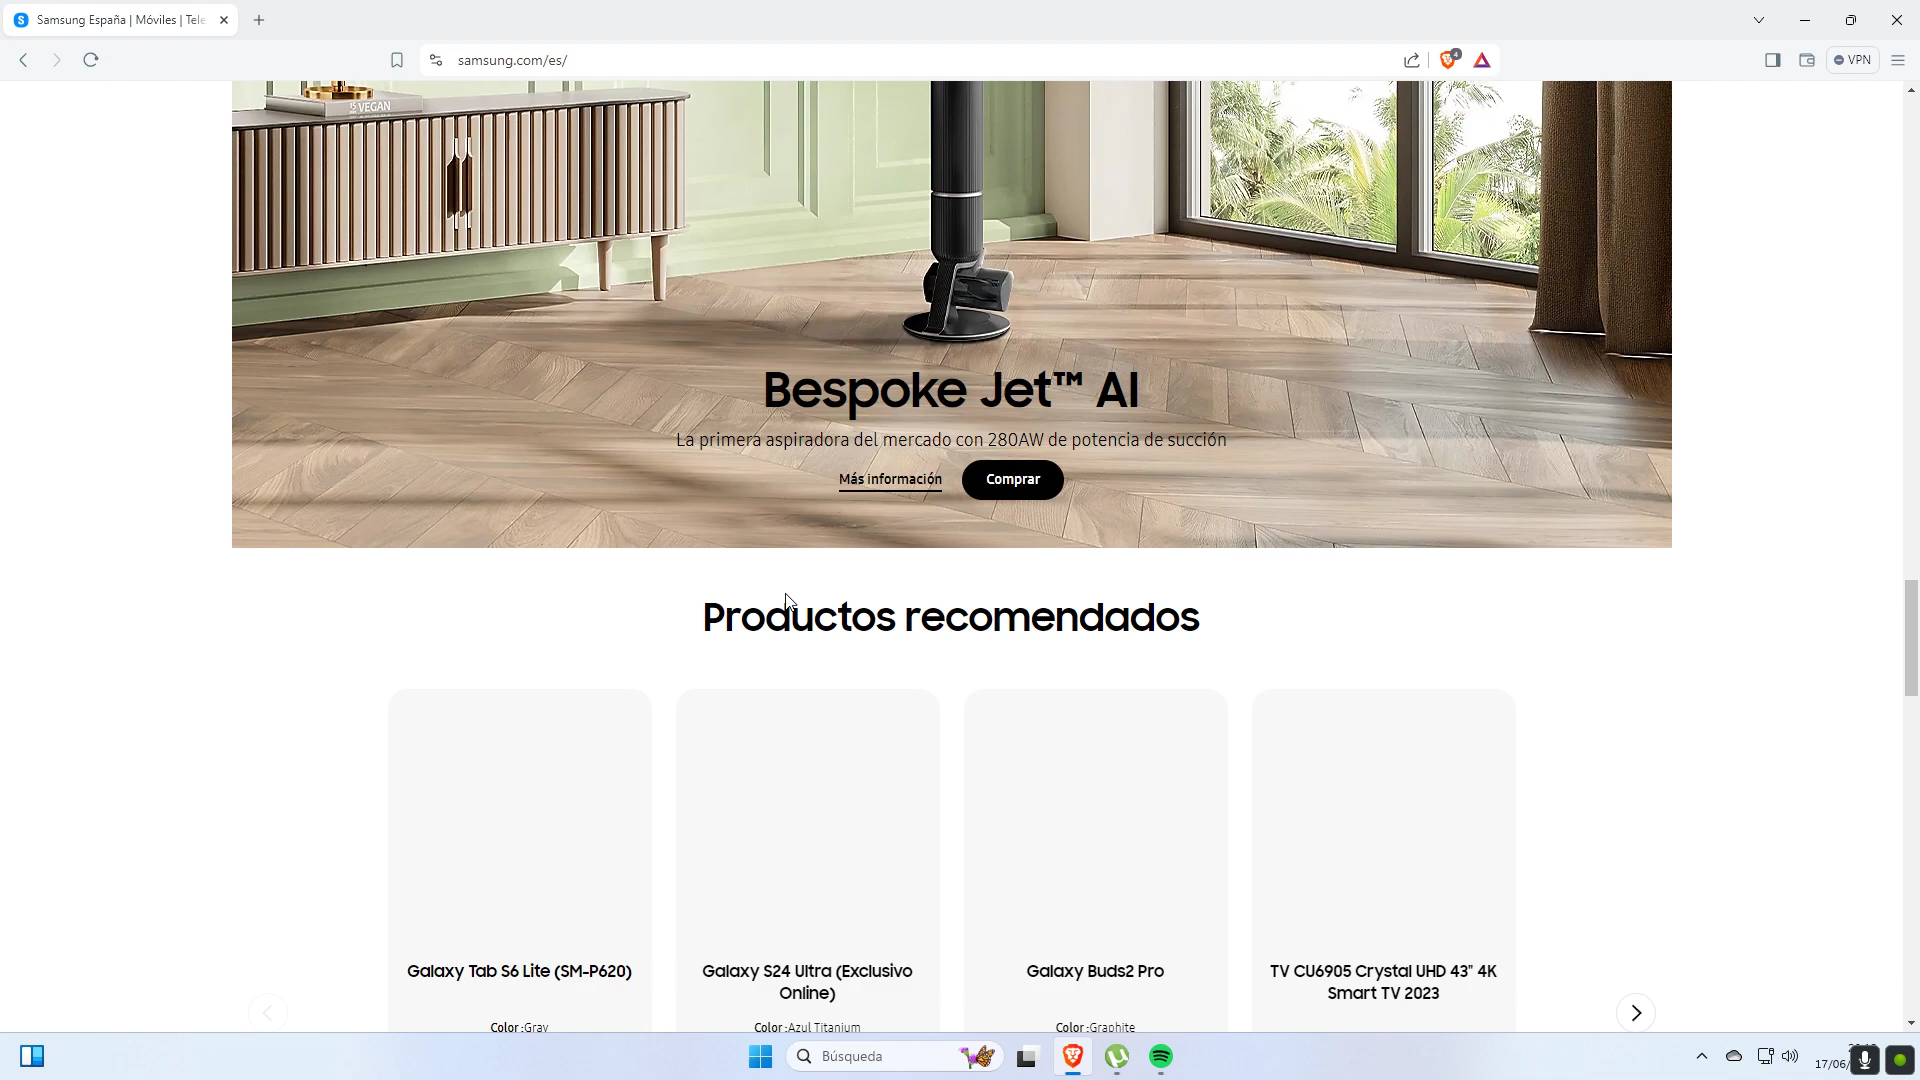 Samsung España | Móviles | Tele
samsung.com/es/
4
VPN
VEGAN
Bespoke Jet™ AI
La primera aspiradora del mercado con 280AW de potencia de succión
Más información
Comprar
Productos recomendados
Galaxy Tab S6 Lite (SM-P620)
Color :Gray
Galaxy S24 Ultra (Exclusivo
Online)
Color :Azul Titanium
Galaxy Buds2 Pro
Color :Graphite
TV CU6905 Crystal UHD 43" 4K
Smart TV 2023
Búsqueda
17/06/